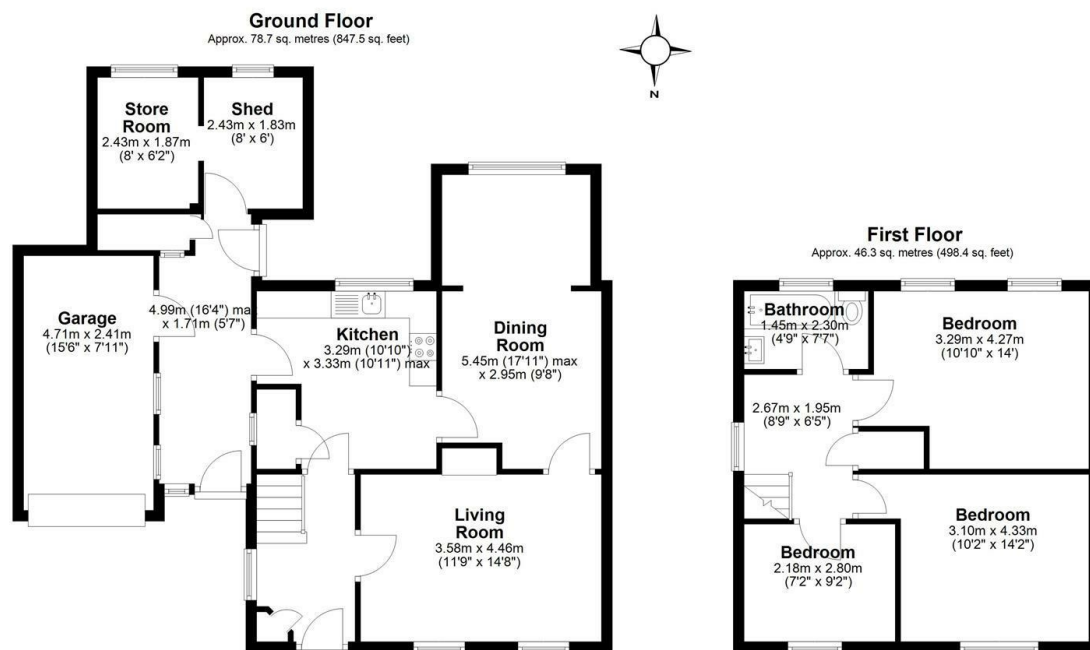 Ground Floor
Approx. 78.7 sq. metres (847.5 sq. feet)
N
Store
Room
2.43m x 1.87m
(8' x 6'2")
Shed
2.43m x 1.83m
(8' x 6')
Garage
4.71m x 2.41m
(15'6" x 7'11")
4.99m (16'4") ma
x 1.71m (5'7")
Kitchen
3.29m (10'10")
x 3.33m (10'11") max
Dining
Room
5.45m (17'11") max
x 2.95m (9'8")
Living
Room
3.58m x 4.46m
(11'9" x 14'8")
First Floor
Approx. 46.3 sq. metres (498.4 sq. feet)
Bathroom
1.45m x 2.30m
(4'9" x 7'7")
Bedroom
3.29m x 4.27m
(10'10" x 14')
2.67m x 1.95m
(8'9" x 6'5")
Bedroom
3.10m x 4.33m
(10'2" x 14'2")
Bedroom
2.18m x 2.80m
(7'2" x 9'2")